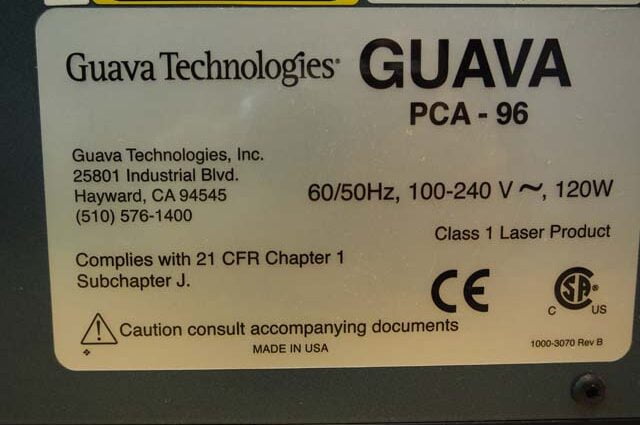 Guava Technologies
GUAVA
PCA - 96
Guava Technologies, Inc.
25801 Industrial Blvd.
Hayward, CA 94545
(510) 576-1400
60/50Hz, 100-240 V ~, 120W
Class 1 Laser Product
Complies with 21 CFR Chapter 1
Subchapter J.
CE
SA®
C US
Caution consult accompanying documents
MADE IN USA
1000-3070 Rev B